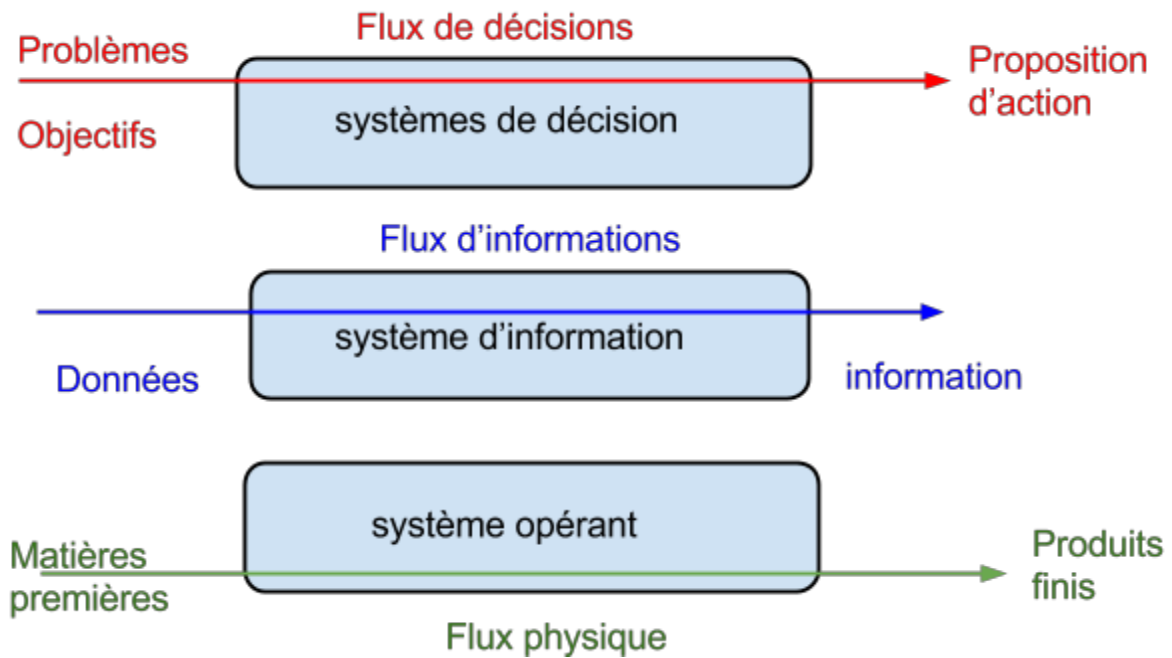 Flux de décisions
Problèmes
Objectifs
systèmes de décision
Proposition
d’action
Flux d’informations
système d’information
Données
information
système opérant
Matières
premières
Produits
finis
Flux physique